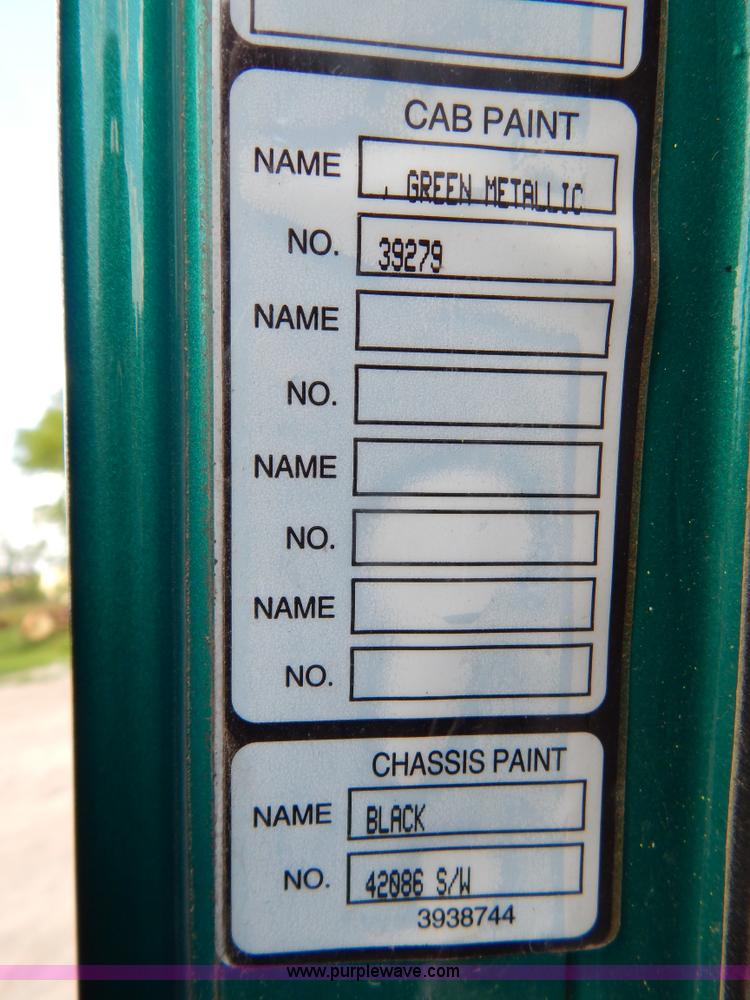 CAB PAINT
NAME , GREEN METALLIC
NO. 39279
NAME
NO.
NAME
NO.
NAME
NO.
CHASSIS PAINT
NAME BLACK
NO. 42086 S/W
3938744
www.purplewave.com